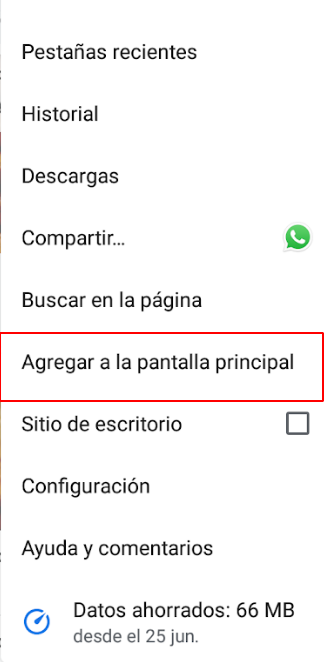 Pestañas recientes
Historial
Descargas
Compartir...
Buscar en la página
Agregar a la pantalla principal
Sitio de escritorio
Configuración
Ayuda y comentarios
Datos ahorrados: 66 MB
desde el 25 jun.